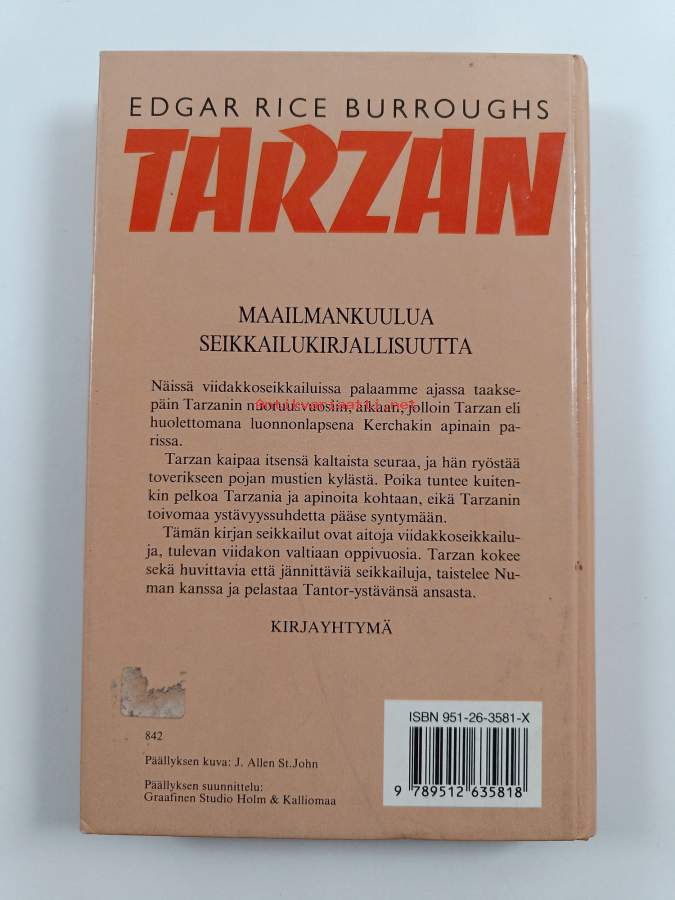 EDGAR RICE BURROUGHS
TARZAN
MAAILMANKUULUA
SEIKKAILUKIRJALLISUUTTA
Näissä viidakkoseikkailuissa palaamme ajassa taakse-
päin Tarzanin nuoruusvuosiin, aikaan, jolloin Tarzan eli
antikvariaatti.net
huolettomana luonnonlapsena Kerchakin apinain pa-
rissa.
Tarzan kaipaa itsensä kaltaista seuraa, ja hän ryöstää
toverikseen pojan mustien kylästä. Poika tuntee kuiten-
kin pelkoa Tarzania ja apinoita kohtaan, eikä Tarzanin
toivomaa ystävyyssuhdetta pääse syntymään.
Tämän kirjan seikkailut ovat aitoja viidakkoseikkailu-
ja, tulevan viidakon valtiaan oppivuosia. Tarzan kokee
sekä huvittavia että jännittäviä seikkailuja, taistelee Nu-
man kanssa ja pelastaa Tantor-ystävänsä ansasta.
KIRJAYHTYMÄ
ISBN 951-26-3581-X
9 789512 635818
842
Päällyksen kuva: J. Allen St.John
Päällyksen suunnittelu:
Graafinen Studio Holm & Kalliomaa